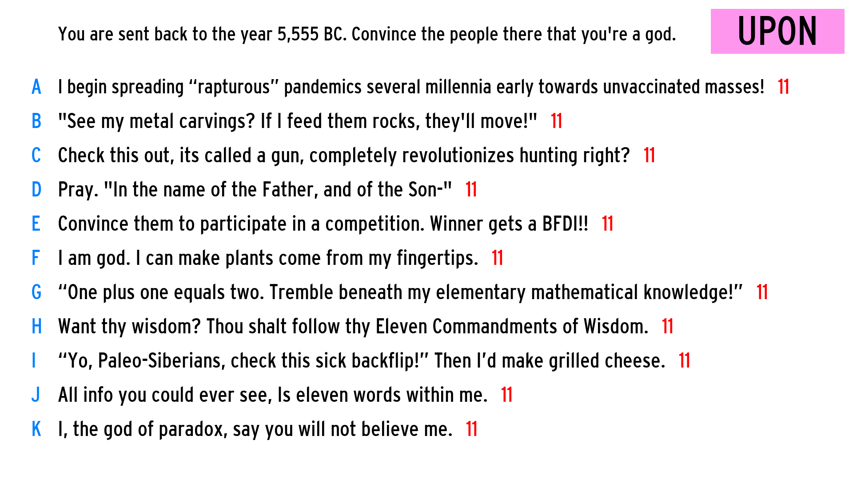 You are sent back to the year 5,555 BC. Convince the people there that you're a god.
UPON
A I begin spreading “rapturous” pandemics several millennia early towards unvaccinated masses! 11
B "See my metal carvings? If I feed them rocks, they'll move!" 11
C Check this out, its called a gun, completely revolutionizes hunting right? 11
D Pray. "In the name of the Father, and of the Son-" 11
E Convince them to participate in a competition. Winner gets a BFDI!! 11
F I am god. I can make plants come from my fingertips. 11
G “One plus one equals two. Tremble beneath my elementary mathematical knowledge!” 11
H Want thy wisdom? Thou shalt follow thy Eleven Commandments of Wisdom. 11
I “Yo, Paleo-Siberians, check this sick backflip!” Then I’d make grilled cheese. 11
J All info you could ever see, Is eleven words within me. 11
K I, the god of paradox, say you will not believe me. 11